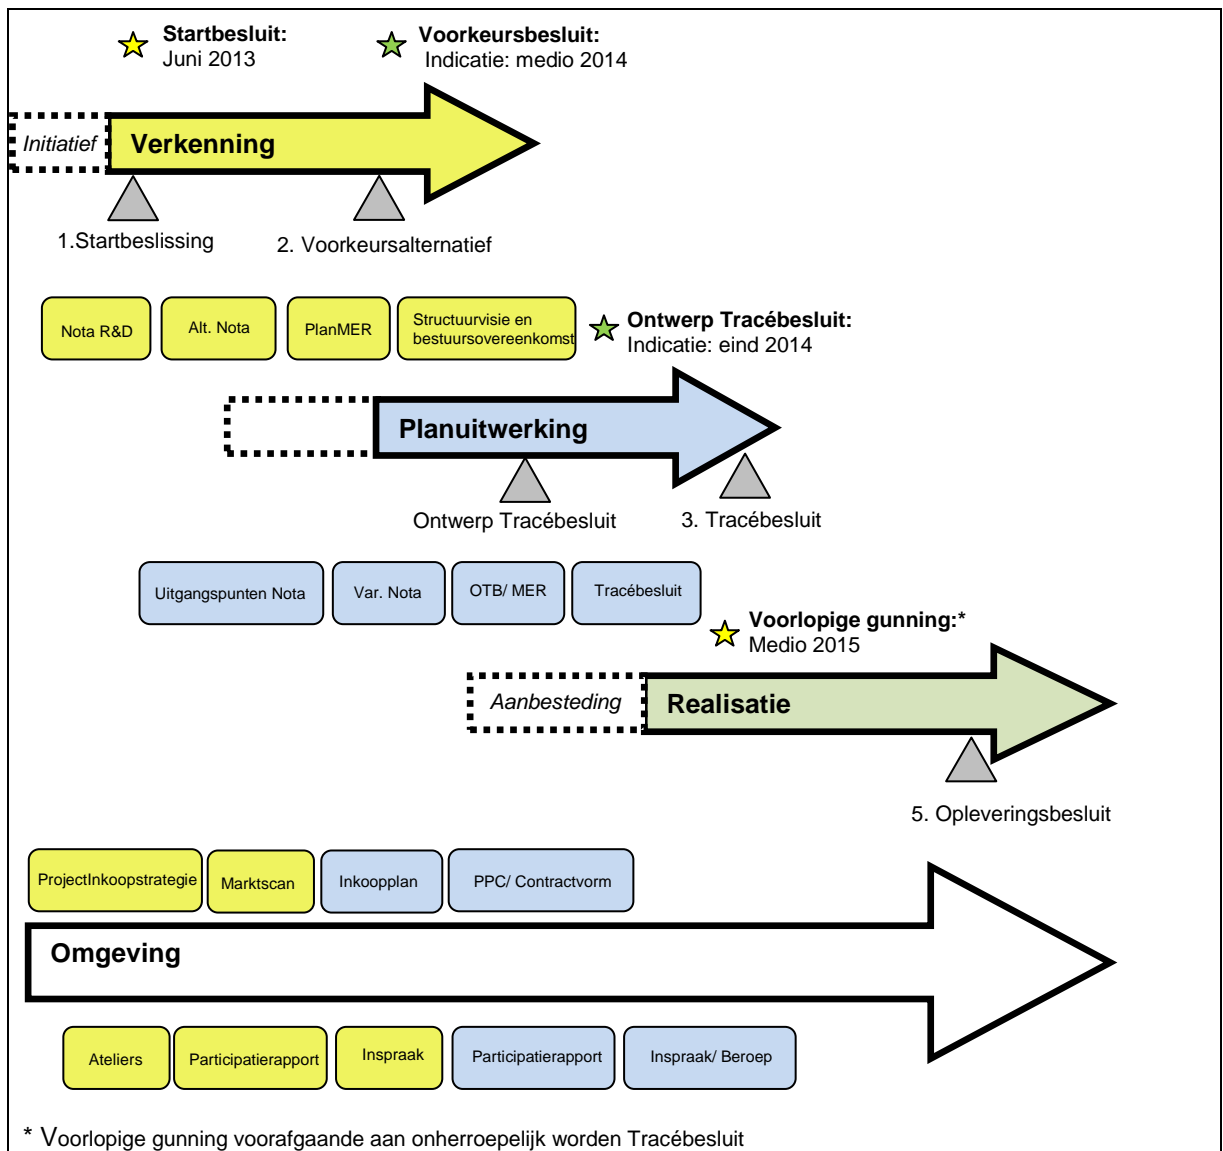 Startbesluit:
Juni 2013
Voorkeursbesluit:
Indicatie: medio 2014
Initiatief
Verkenning
1.Startbeslissing
2. Voorkeursalternatief
Nota R&D
Alt. Nota
PlanMER
Structuurvisie en
bestuursovereenkomst
Ontwerp Tracébesluit:
Indicatie: eind 2014
Planuitwerking
Ontwerp Tracébesluit
3. Tracébesluit
Uitgangspunten Nota
Var. Nota
OTB/ MER
Tracébesluit
Voorlopige gunning:*
Medio 2015
Aanbesteding
Realisatie
5. Opleveringsbesluit
ProjectInkoopstrategie
Marktscan
Inkoopplan
PPC/ Contractvorm
Omgeving
Ateliers
Participatierapport
Inspraak
Participatierapport
Inspraak/ Beroep
* Voorlopige gunning voorafgaande aan onherroepelijk worden Tracébesluit